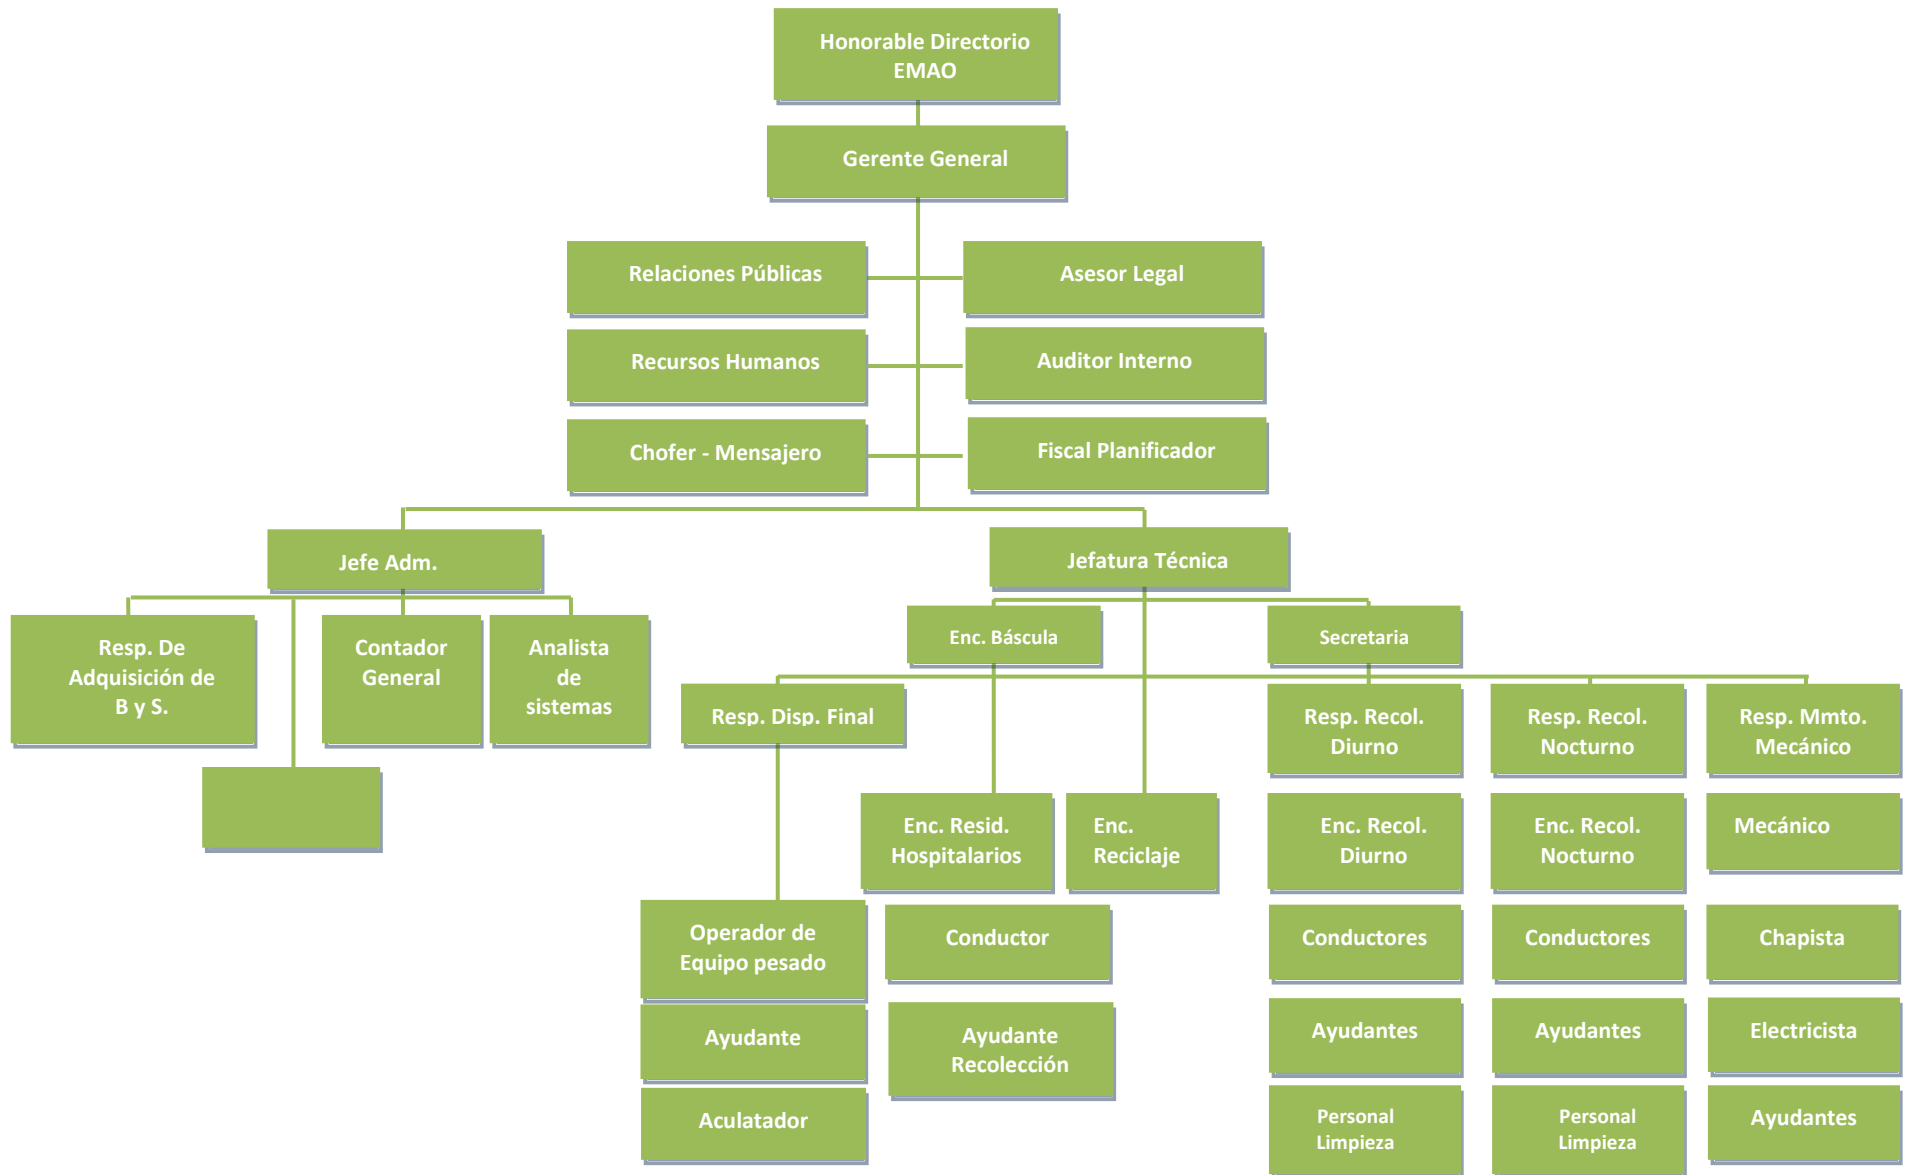 Honorable Directorio
EMAO
Gerente General
Relaciones Públicas
Asesor Legal
Recursos Humanos
Auditor Interno
Chofer - Mensajero
Fiscal Planificador
Jefe Adm.
Jefatura Técnica
Enc. Báscula
Secretaria
Resp. De
Adquisición de
B y S.
Contador
General
Analista
de
sistemas
Resp. Disp. Final
Resp. Recol.
Diurno
Resp. Recol.
Nocturno
Resp. Mmto.
Mecánico
Enc. Resid.
Hospitalarios
Enc.
Reciclaje
Enc. Recol.
Diurno
Enc. Recol.
Nocturno
Mecánico
Operador de
Equipo pesado
Conductor
Conductores
Conductores
Chapista
Ayudante
Ayudante
Recolección
Ayudantes
Ayudantes
Electricista
Aculatador
Personal
Limpieza
Personal
Limpieza
Ayudantes